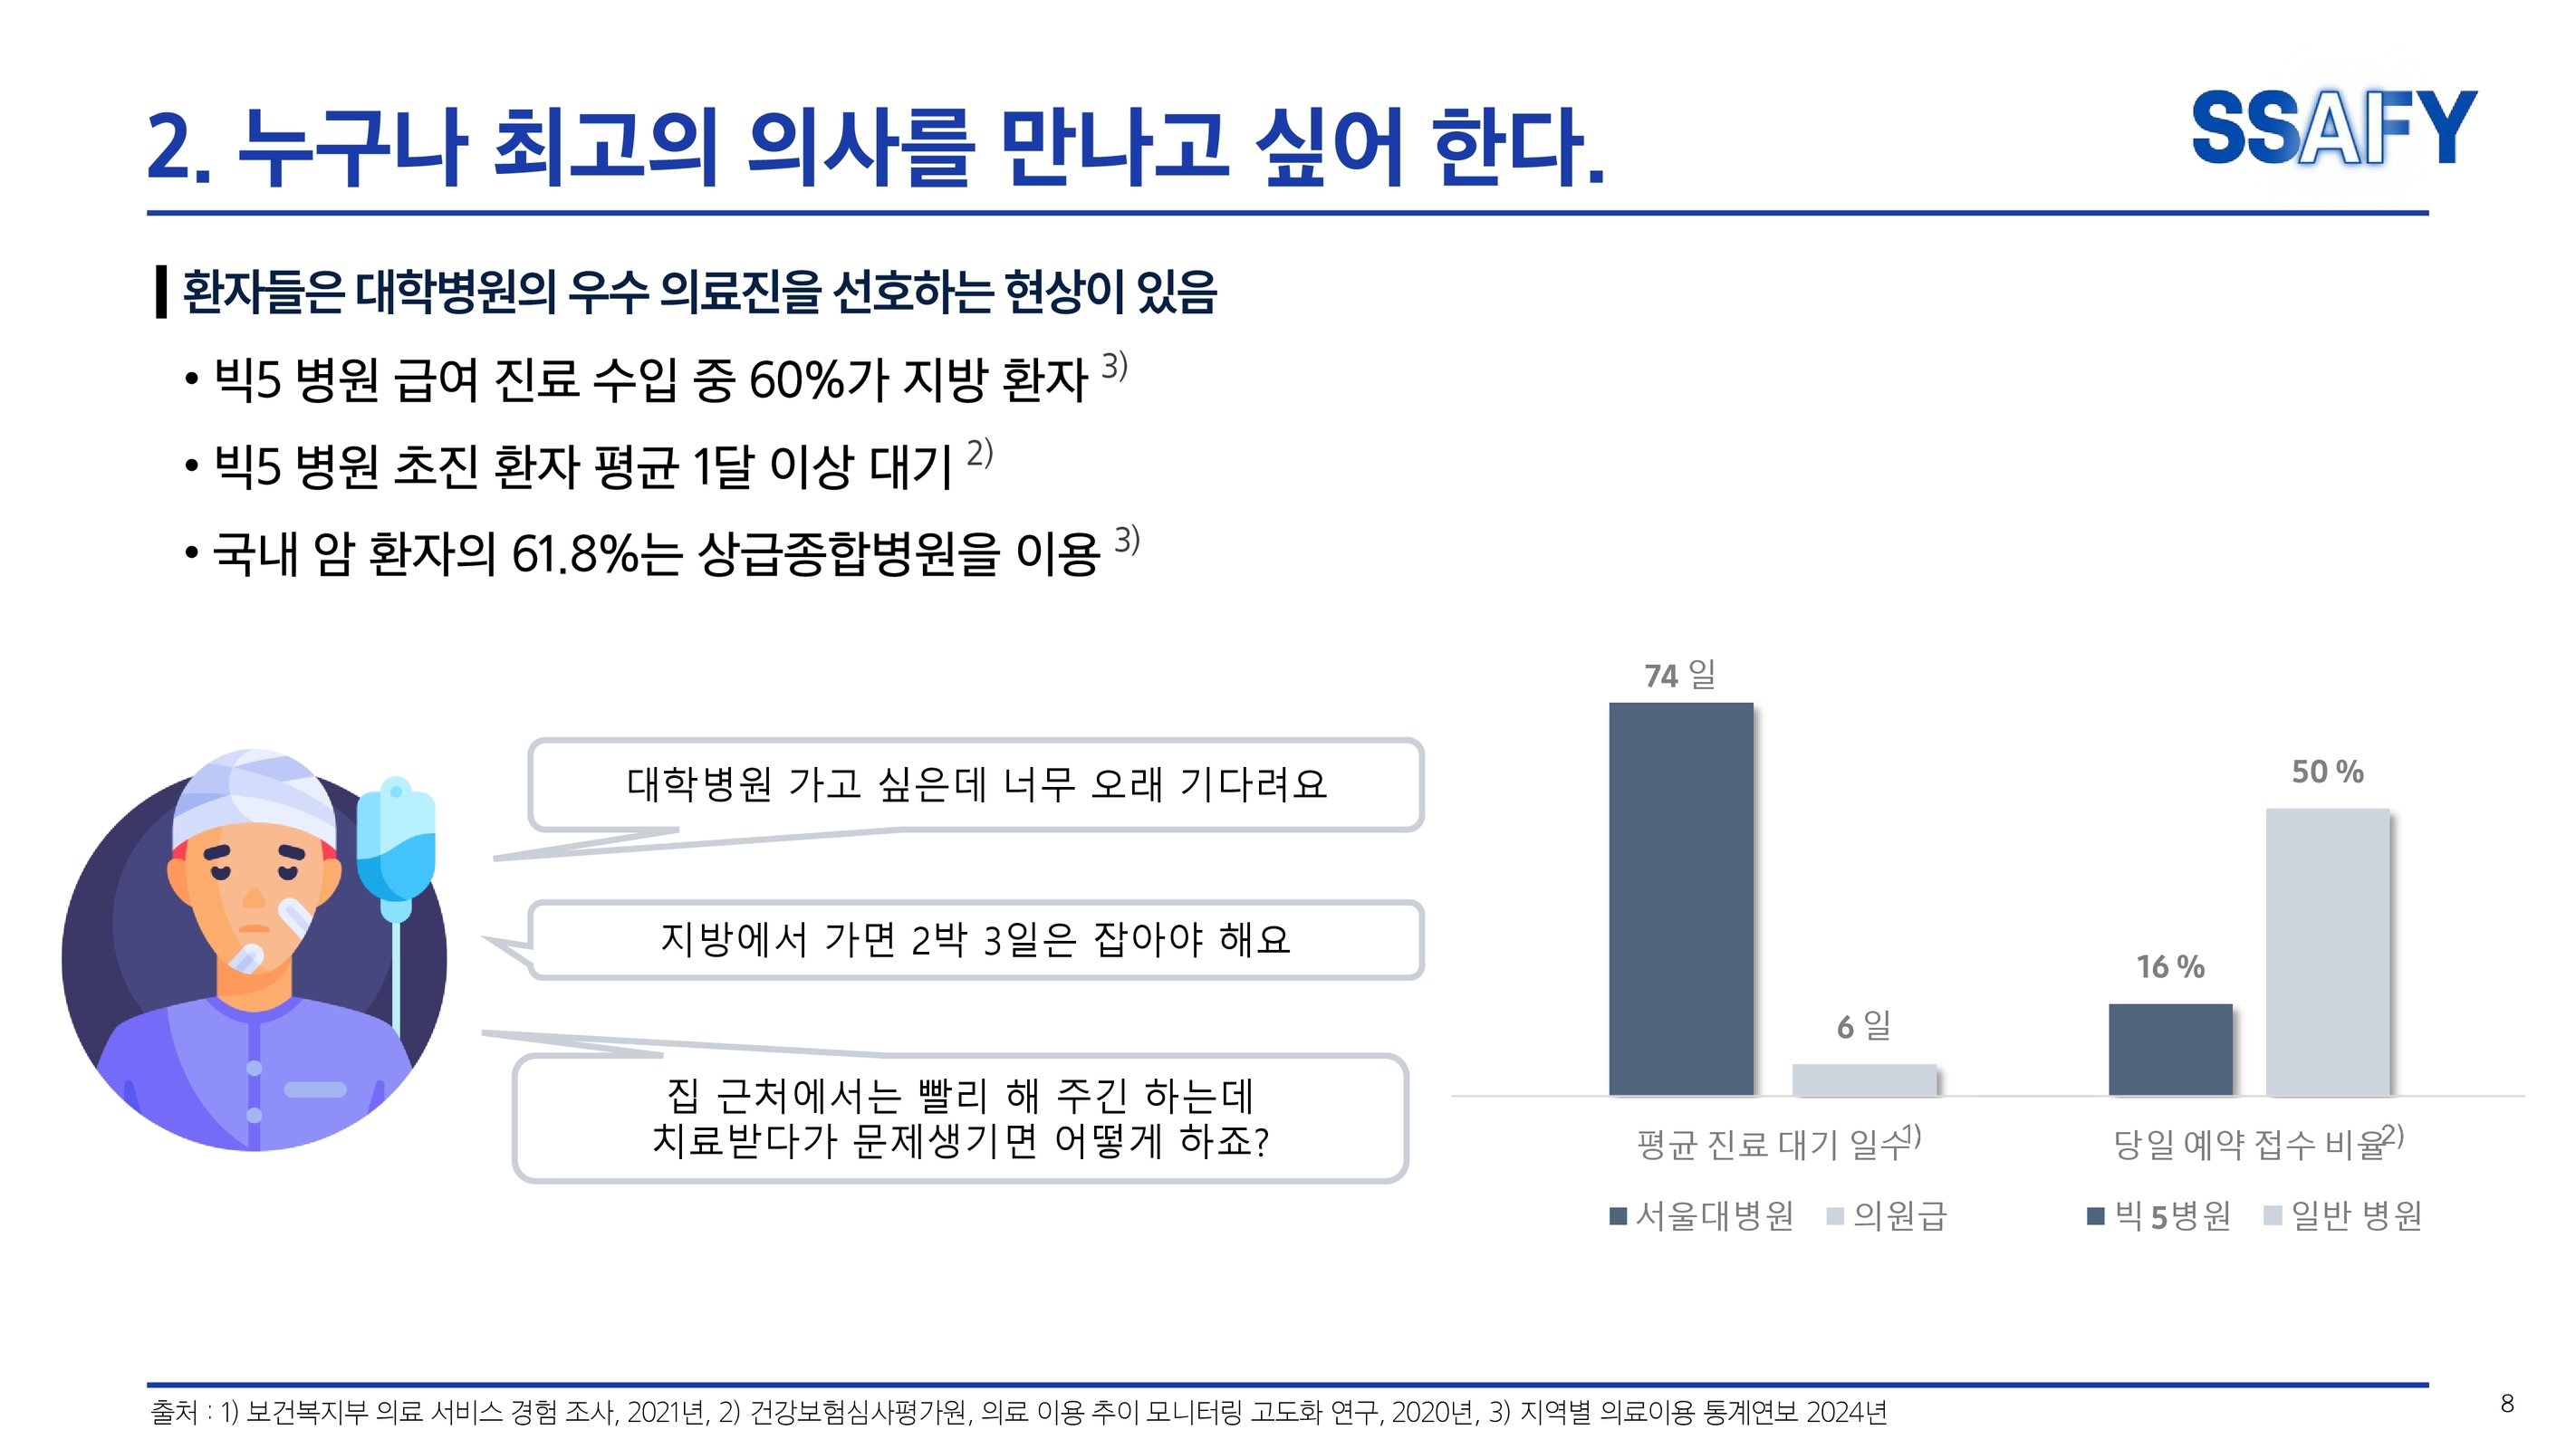 2. 누구나 최고의 의사를 만나고 싶어 한다.
SSAFY
환자들은 대학병원의 우수 의료진을 선호하는 현상이 있음
• 빅5 병원 급여 진료 수입 중 60%가 지방 환자 3)
• 빅5 병원 초진 환자 평균 1달 이상 대기 2)
• 국내 암 환자의 61.8%는 상급종합병원을 이용 3)
대학병원 가고 싶은데 너무 오래 기다려요
지방에서 가면 2박 3일은 잡아야 해요
집 근처에서는 빨리 해 주긴 하는데
치료받다가 문제생기면 어떻게 하죠?
74 일
6 일
평균 진료 대기 일수1)
서울대병원 의원급
16 %
50 %
당일 예약 접수 비율2)
빅5병원 일반 병원
출처 : 1) 보건복지부 의료 서비스 경험 조사, 2021년, 2) 건강보험심사평가원, 의료 이용 추이 모니터링 고도화 연구, 2020년, 3) 지역별 의료이용 통계연보 2024년
8